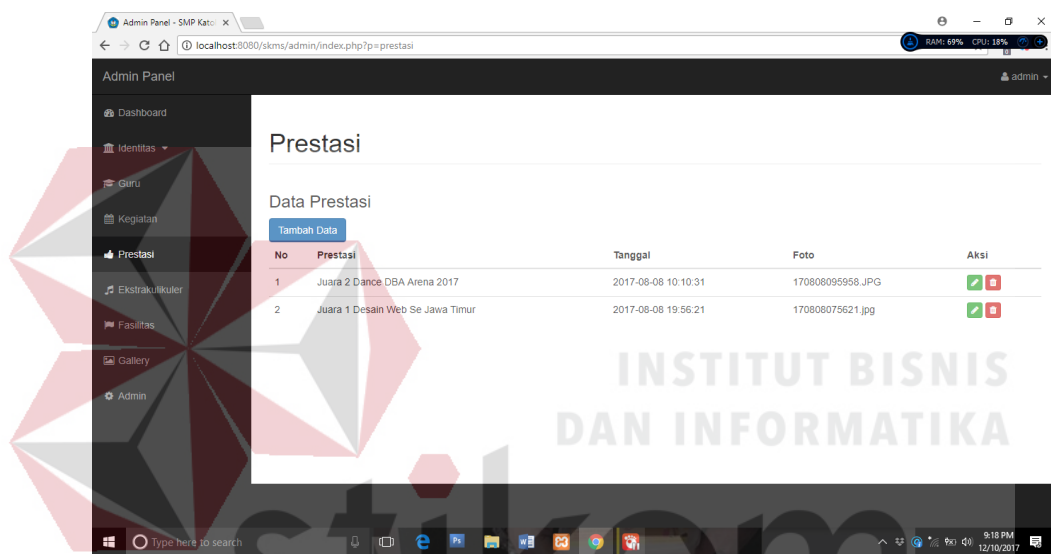 Admin Panel - SMP Katol
localhost:8080/skms/admin/index.php?p=prestasi
RAM: 69% CPU: 18%
Admin Panel
admin
Dashboard
Identitas
Guru
Kegiatan
Prestasi
Ekstrakulikuler
Fasilitas
Gallery
Admin
Prestasi
Data Prestasi
Tambah Data
No Prestasi Tanggal Foto Aksi
1 Juara 2 Dance DBA Arena 2017 2017-08-08 10:10:31 170808095958.JPG
2 Juara 1 Desain Web Se Jawa Timur 2017-08-08 19:56:21 170808075621.jpg
INSTITUT BISNIS
DAN INFORMATIKA
stikom
Type here to search
9:18 PM
12/10/2017